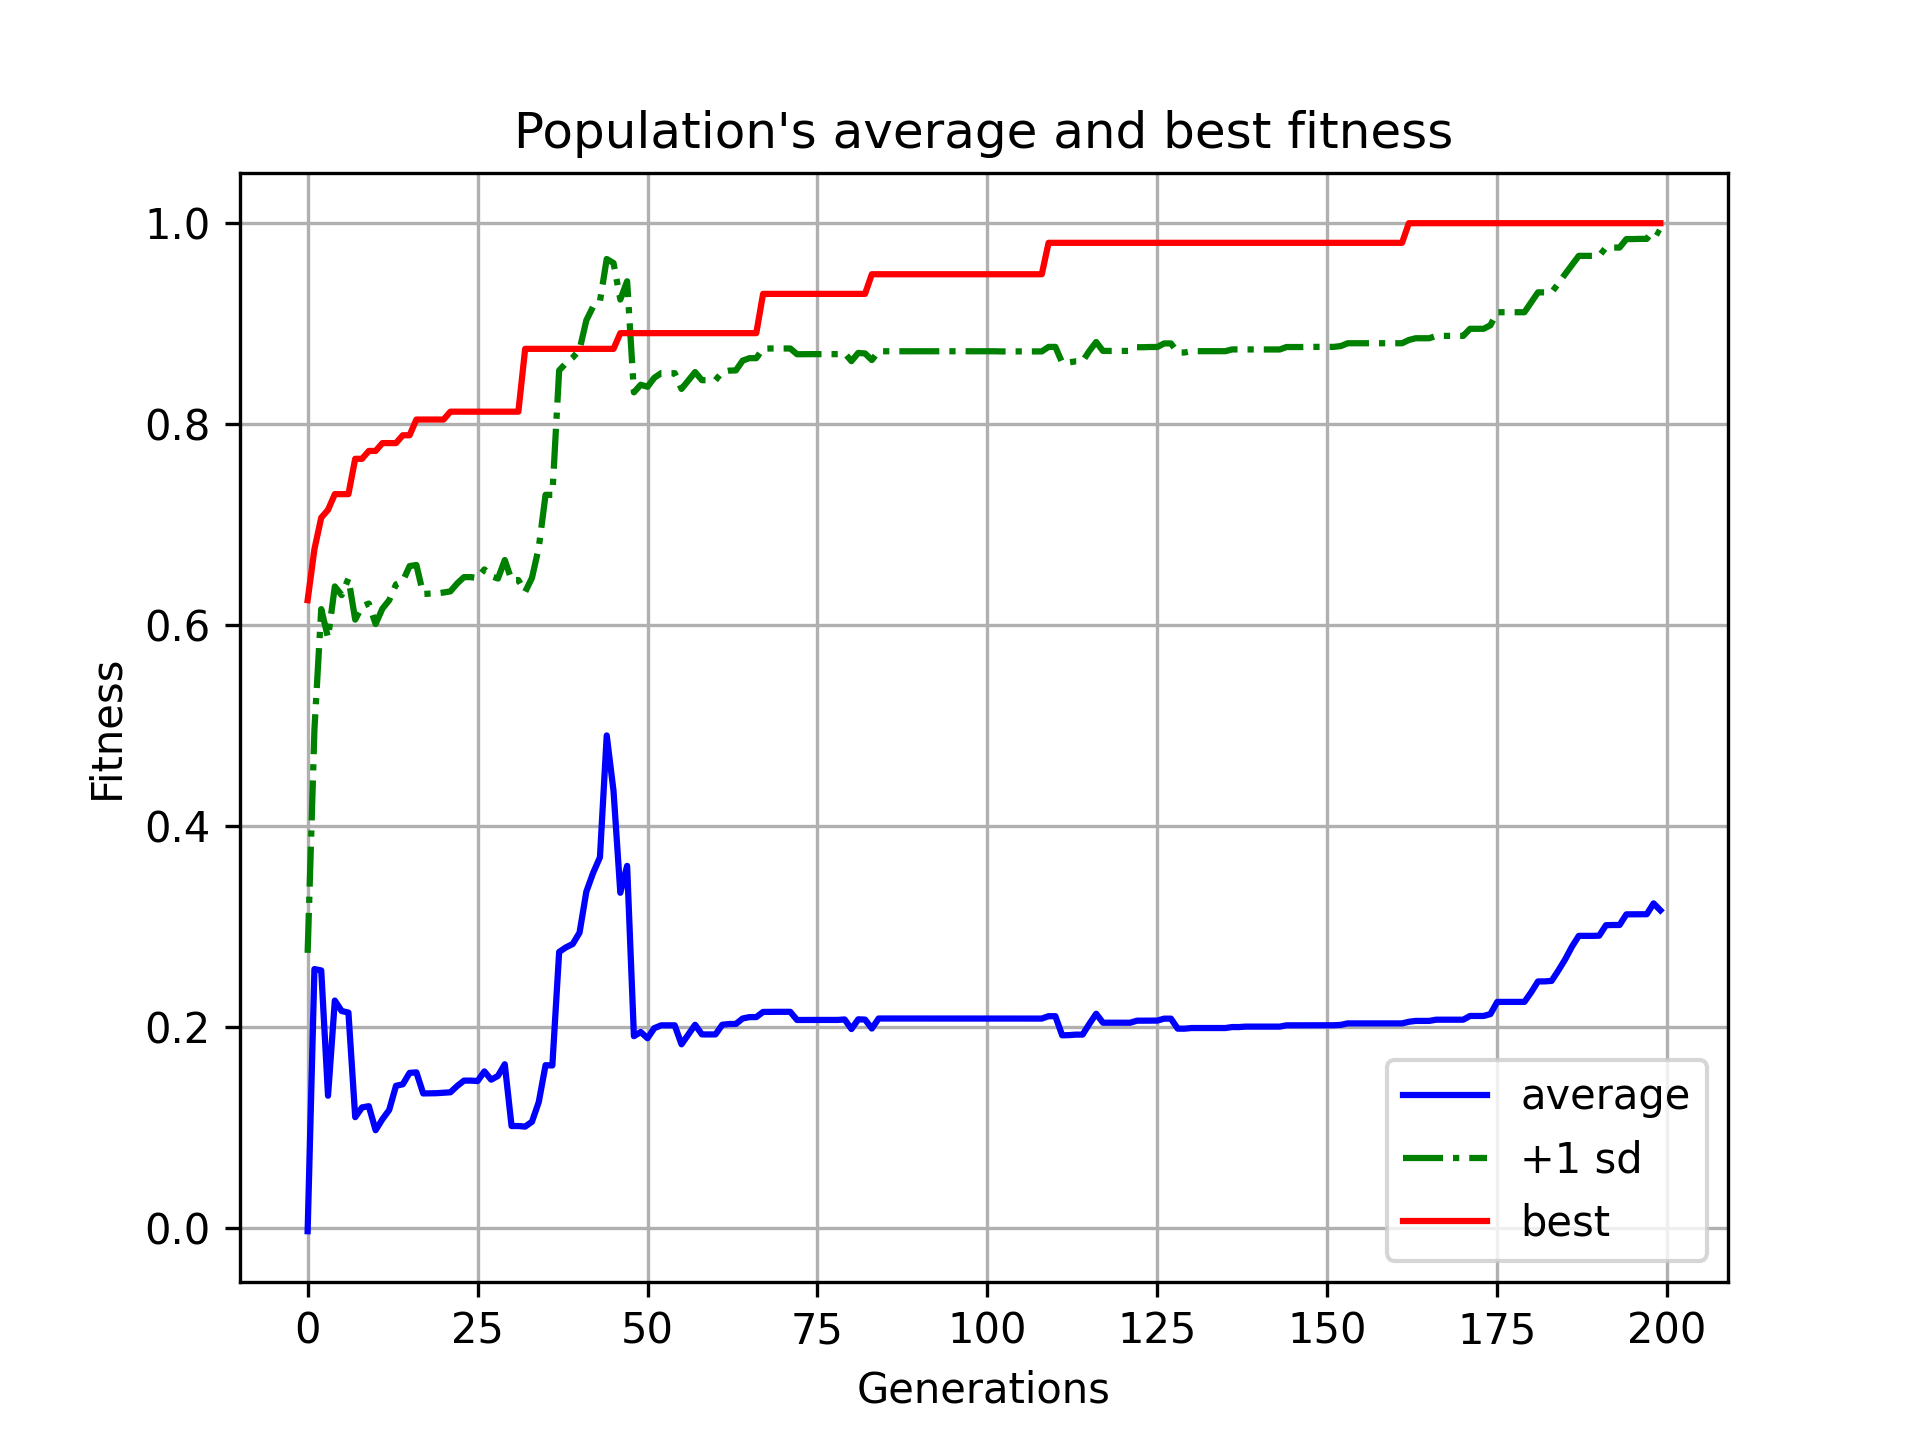 Population's average and best fitness
1.0
0.8
0.6
0.4
0.2
0.0
Fitness
0 25 50 75 100 125 150 175 200
Generations
average
+1 sd
best